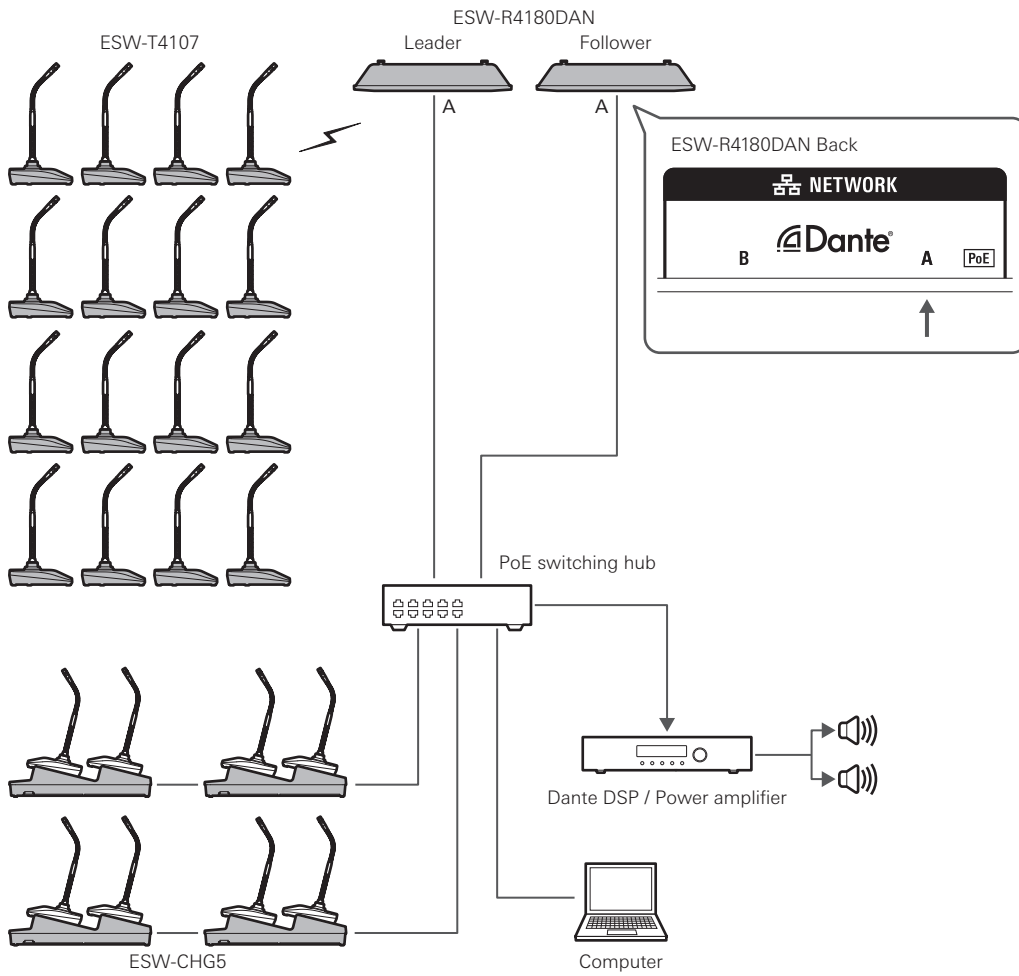 ESW-R4180DAN
ESW-T4107
Leader
Follower
A
A
ESW-R4180DAN Back
NETWORK
Dante®
B
A
PoE
PoE switching hub
Dante DSP / Power amplifier
ESW-CHG5
Computer